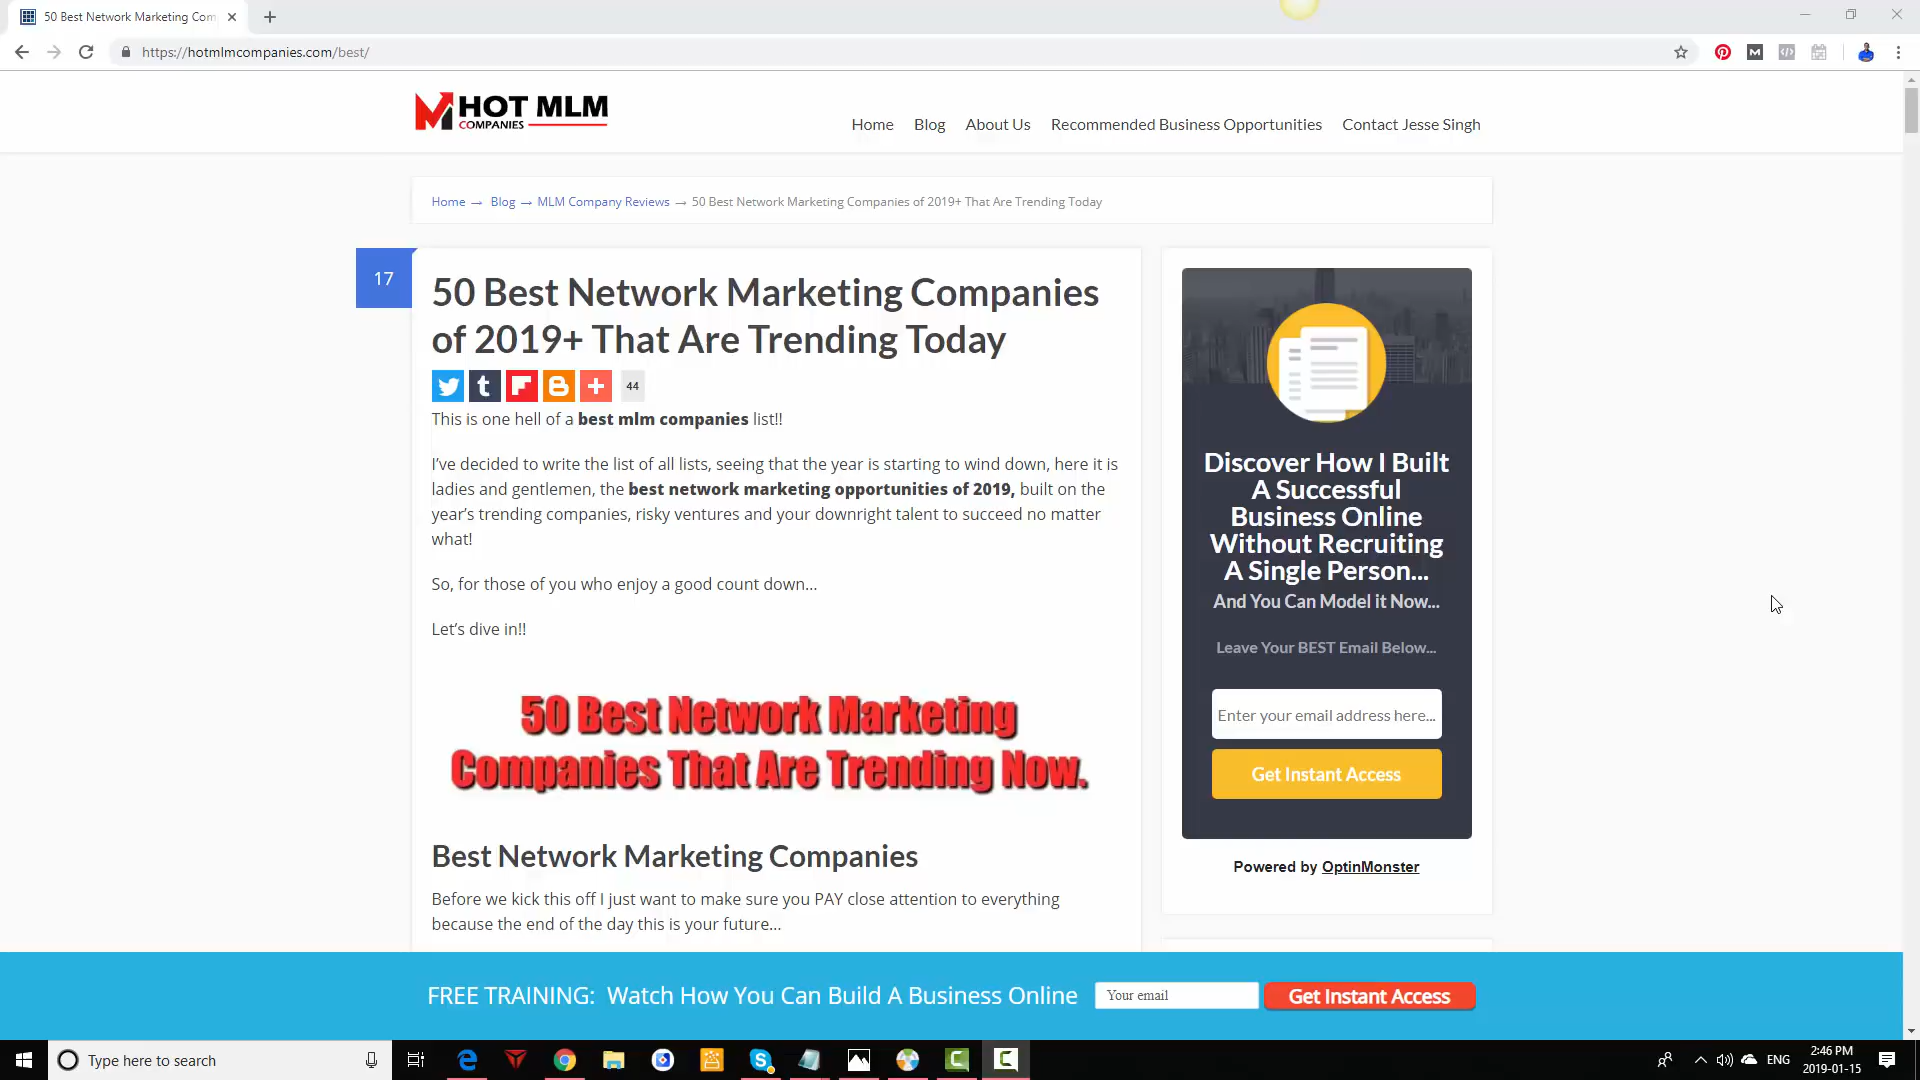 50 Best Network Marketing Com
https://hotmlmcompanies.com/best/
HOT MLM
COMPANIES
Home Blog About Us Recommended Business Opportunities Contact Jesse Singh
Home → Blog → MLM Company Reviews → 50 Best Network Marketing Companies of 2019+ That Are Trending Today
17
50 Best Network Marketing Companies
of 2019+ That Are Trending Today
44
This is one hell of a best mlm companies list!!
I've decided to write the list of all lists, seeing that the year is starting to wind down, here it is
ladies and gentlemen, the best network marketing opportunities of 2019, built on the
year's trending companies, risky ventures and your downright talent to succeed no matter
what!
So, for those of you who enjoy a good count down...
Let's dive in!!
50 Best Network Marketing
Companies That Are Trending Now.
Best Network Marketing Companies
Before we kick this off I just want to make sure you PAY close attention to everything
because the end of the day this is your future...
Discover How I Built
A Successful
Business Online
Without Recruiting
A Single Person...
And You Can Model it Now...
Leave Your BEST Email Below...
Enter your email address here...
Get Instant Access
Powered by OptinMonster
FREE TRAINING: Watch How You Can Build A Business Online
Your email
Get Instant Access
Type here to search
ENG
2:46 PM
2019-01-15